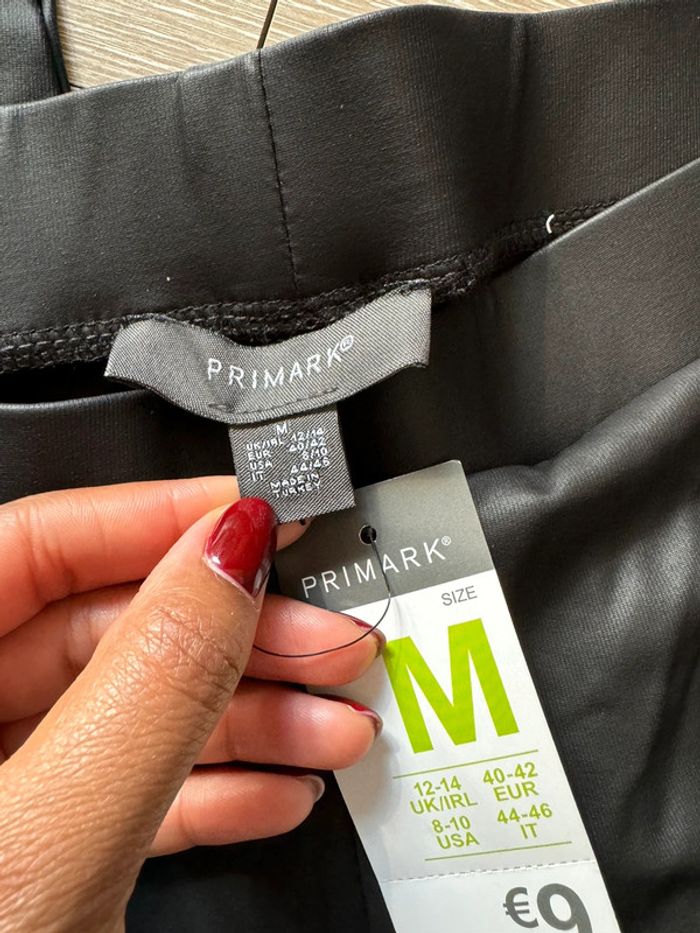 PRIMARK®
M
UK/IRL 12/14
EUR 40/42
USA 8/10
IT 44/46
MADE IN
TURKEY
PRIMARK®
SIZE
M
12-14 40-42
UK/IRL EUR
8-10 44-46
USA IT
€9